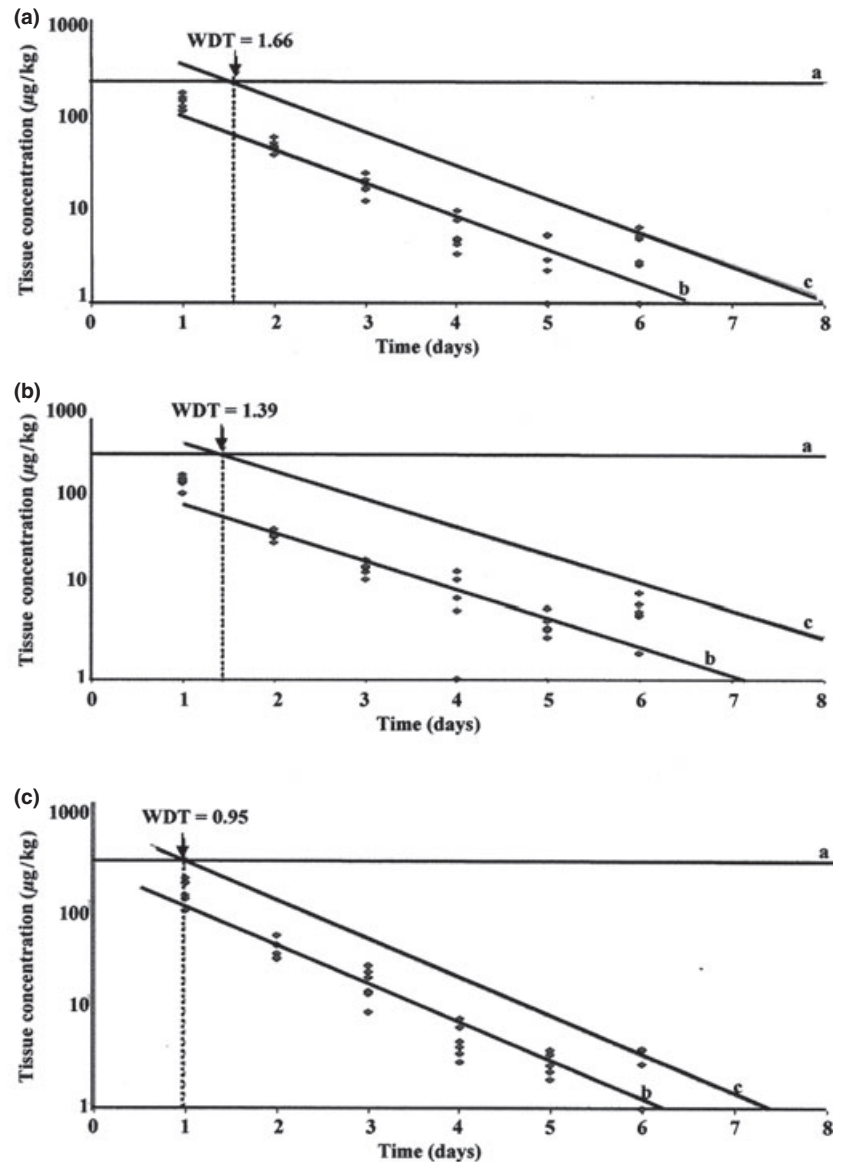 (a)
1000
WDT = 1.66
a
100
10
1
b
c
0 1 2 3 4 5 6 7 8
Tissue concentration (µg/kg)
Time (days)
(b)
1000
WDT = 1.39
a
100
10
1
b
c
0 1 2 3 4 5 6 7 8
Tissue concentration (µg/kg)
Time (days)
(c)
1000
WDT = 0.95
a
100
10
1
b
c
0 1 2 3 4 5 6 7 8
Tissue concentration (µg/kg)
Time (days)